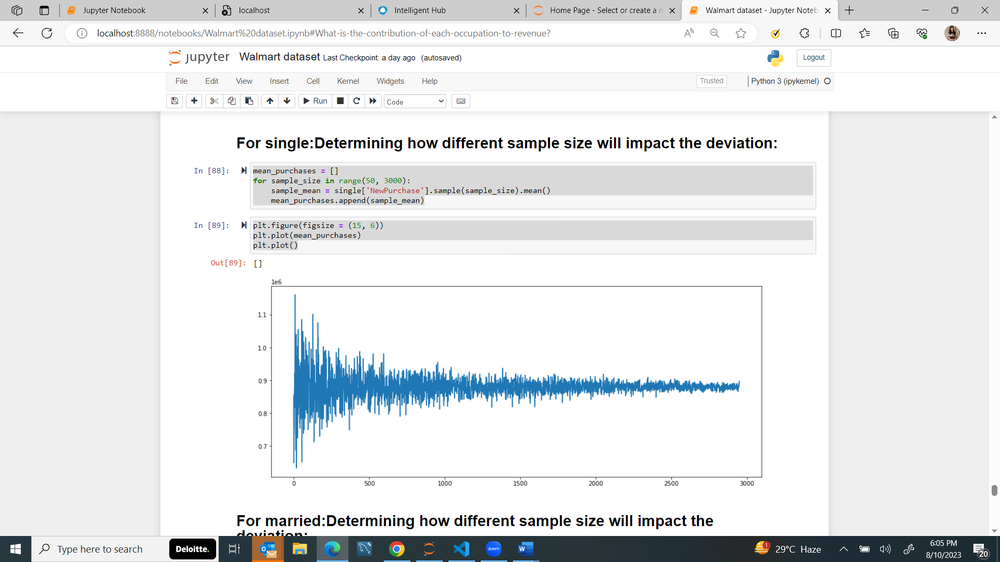 Jupyter Notebook
localhost
Intelligent Hub
Home Page - Select or create a n
Walmart dataset - Jupyter Noteb
localhost:8888/notebooks/Walmart%20dataset.ipynb#What-is-the-contribution-of-each-occupation-to-revenue?
jupyter Walmart dataset Last Checkpoint: a day ago (autosaved)
Logout
File Edit View Insert Cell Kernel Widgets Help
Trusted
Python 3 (ipykernel)
Run
Code
For single:Determining how different sample size will impact the deviation:
In [88]:
mean_purchases = []
for sample_size in range(50, 3000):
    sample_mean = single['NewPurchase'].sample(sample_size).mean()
    mean_purchases.append(sample_mean)
In [89]:
plt.figure(figsize = (15, 6))
plt.plot(mean_purchases)
plt.plot()
Out[89]: []
1e6
1.1
1.0
0.9
0.8
0.7
0 500 1000 1500 2000 2500 3000
For married:Determining how different sample size will impact the
deviation:
Type here to search
Deloitte.
zoom
1
29°C Haze
6:05 PM
8/10/2023
20